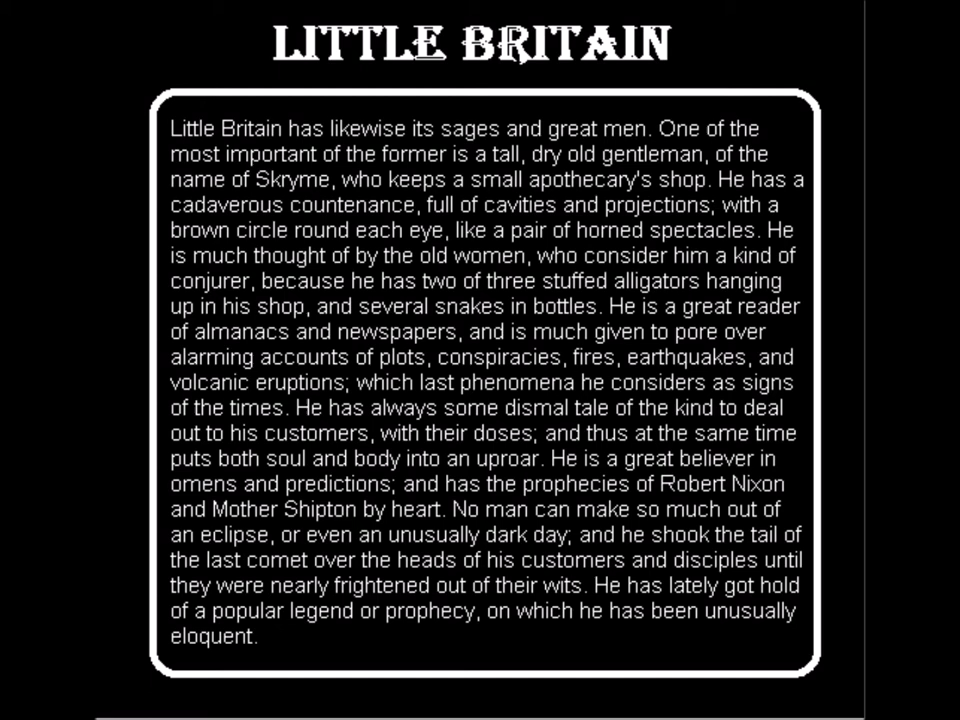 LITTLE BRITAIN
Little Britain has likewise its sages and great men. One of the
most important of the former is a tall, dry old gentleman, of the
name of Skryme, who keeps a small apothecary's shop. He has a
cadaverous countenance, full of cavities and projections; with a
brown circle round each eye, like a pair of horned spectacles. He
is much thought of by the old women, who consider him a kind of
conjurer, because he has two of three stuffed alligators hanging
up in his shop, and several snakes in bottles. He is a great reader
of almanacs and newspapers, and is much given to pore over
alarming accounts of plots, conspiracies, fires, earthquakes, and
volcanic eruptions; which last phenomena he considers as signs
of the times. He has always some dismal tale of the kind to deal
out to his customers, with their doses; and thus at the same time
puts both soul and body into an uproar. He is a great believer in
omens and predictions; and has the prophecies of Robert Nixon
and Mother Shipton by heart. No man can make so much out of
an eclipse, or even an unusually dark day; and he shook the tail of
the last comet over the heads of his customers and disciples until
they were nearly frightened out of their wits. He has lately got hold
of a popular legend or prophecy, on which he has been unusually
eloquent.